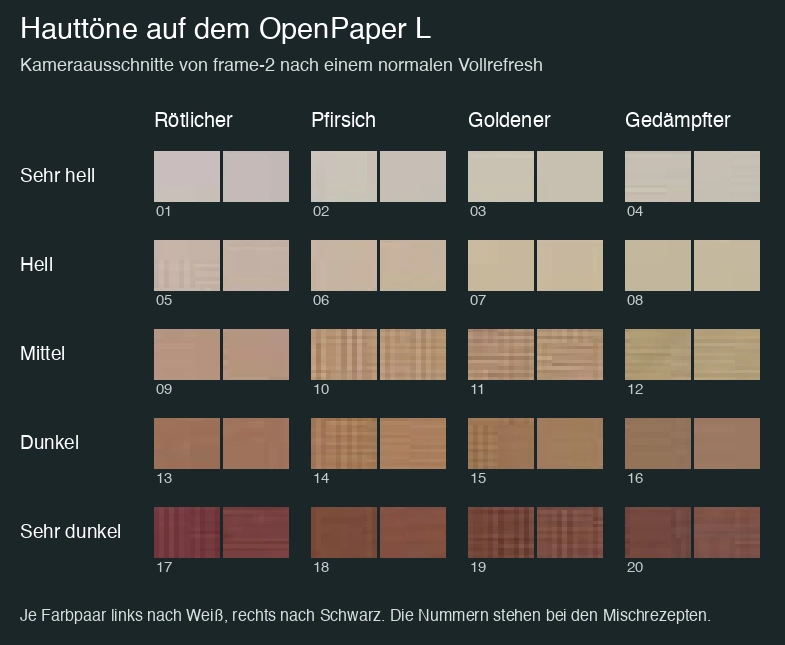 Hauttöne auf dem OpenPaper L
Kameraausschnitte von frame-2 nach einem normalen Vollrefresh
Rötlicher Pfirsich Goldener Gedämpfter
Sehr hell
01 02 03 04
Hell
05 06 07 08
Mittel
09 10 11 12
Dunkel
13 14 15 16
Sehr dunkel
17 18 19 20
Je Farbpaar links nach Weiß, rechts nach Schwarz. Die Nummern stehen bei den Mischrezepten.